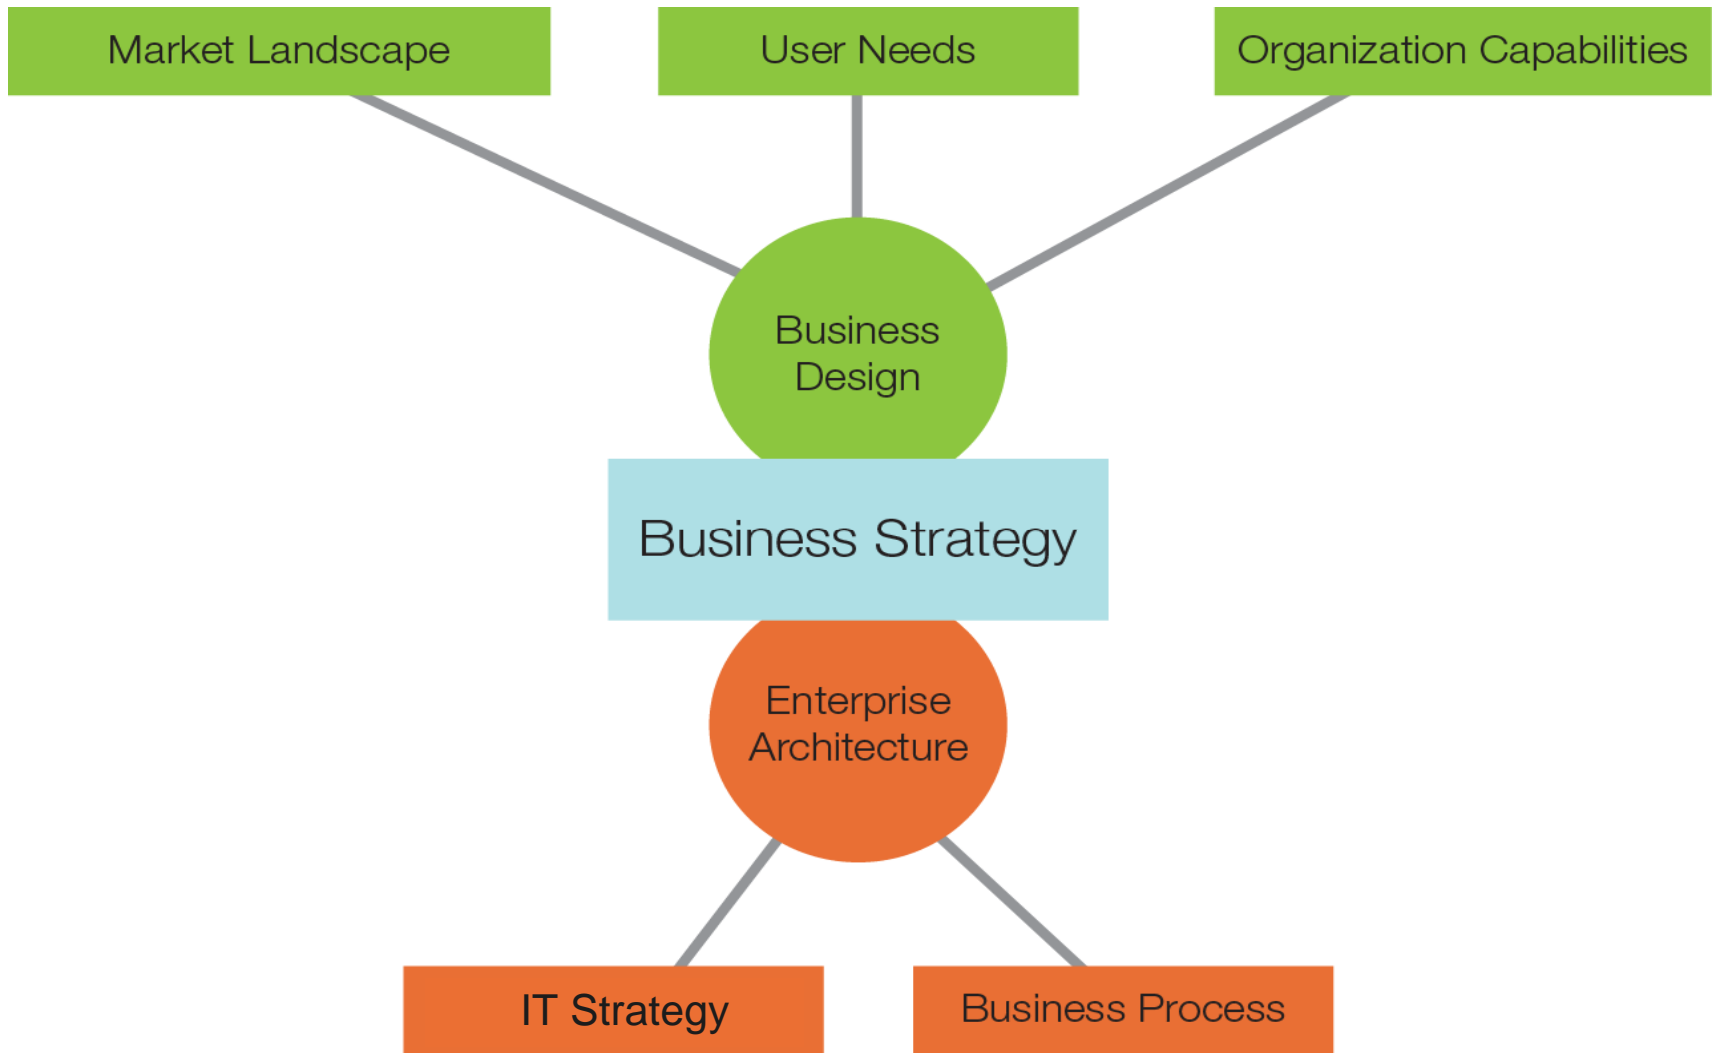 Market Landscape
User Needs
Organization Capabilities
Business
Design
Business Strategy
Enterprise
Architecture
IT Strategy
Business Process